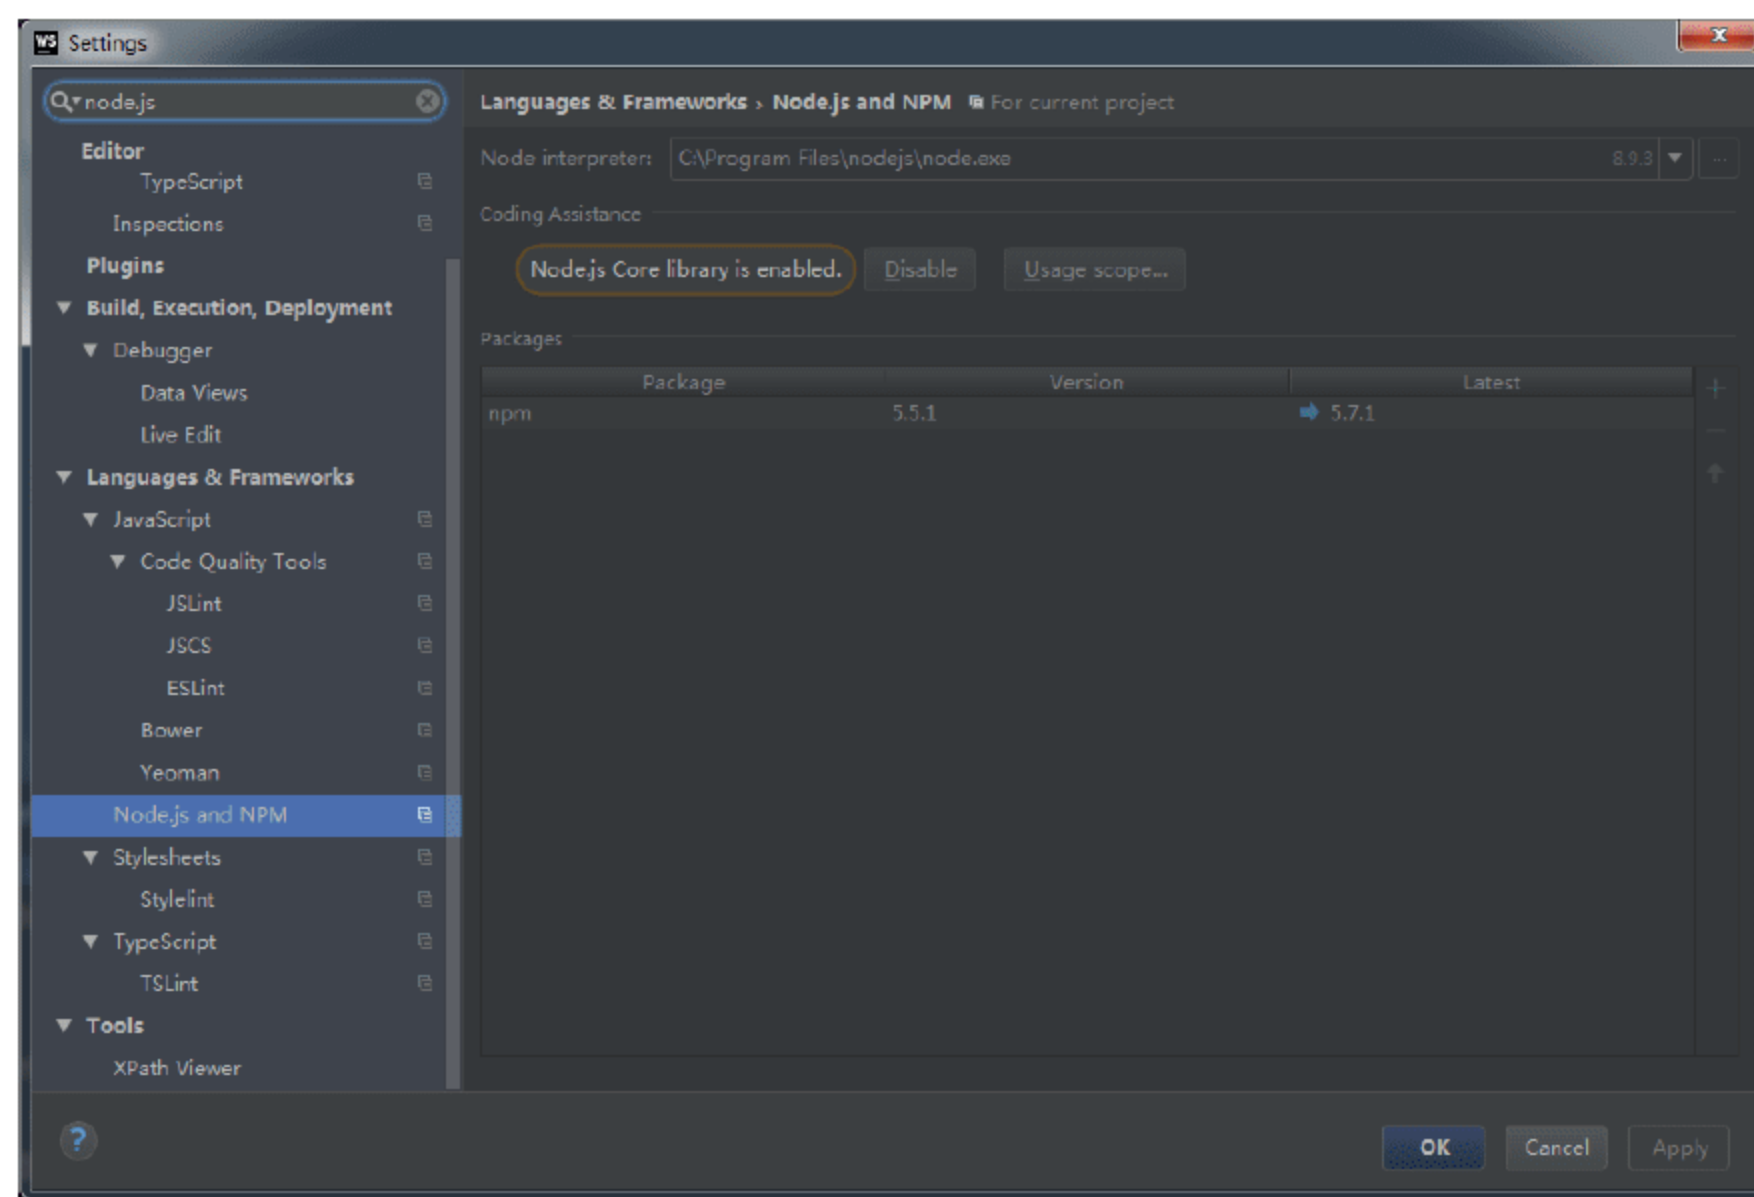 WS Settings
node.js
Editor
TypeScript
Inspections
Plugins
Build, Execution, Deployment
Debugger
Data Views
Live Edit
Languages & Frameworks
JavaScript
Code Quality Tools
JSLint
JSCS
ESLint
Bower
Yeoman
Node.js and NPM
Stylesheets
Stylelint
TypeScript
TSLint
Tools
XPath Viewer
Languages & Frameworks › Node.js and NPM For current project
Node interpreter: C:\Program Files\nodejs\node.exe 8.9.3 ...
Coding Assistance
Node.js Core library is enabled. Disable Usage scope...
Packages
Package Version Latest
npm 5.5.1 5.7.1
? OK Cancel Apply